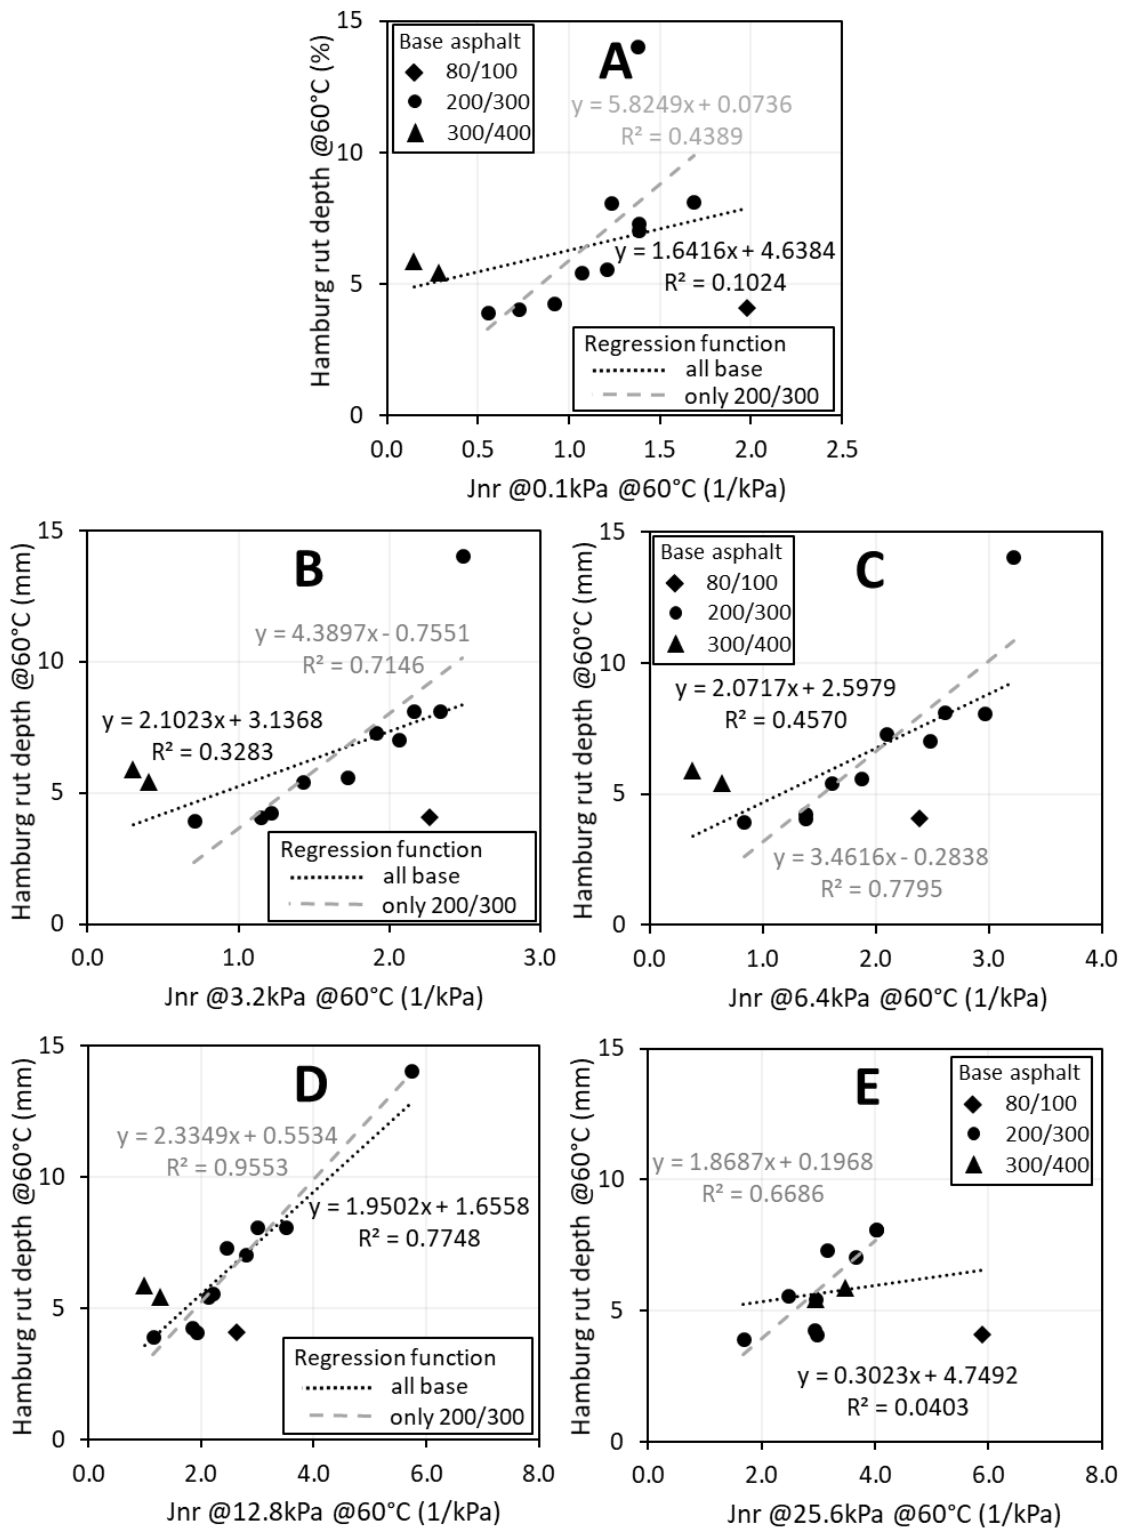 15
10
5
0
Hamburg rut depth @60°C (%)
Base asphalt
80/100
200/300
300/400
A
y = 5.8249x + 0.0736
R² = 0.4389
y = 1.6416x + 4.6384
R² = 0.1024
Regression function
all base
only 200/300
0.0 0.5 1.0 1.5 2.0 2.5
Jnr @0.1kPa @60°C (1/kPa)
15
10
5
0
Hamburg rut depth @60°C (mm)
B
y = 4.3897x - 0.7551
R² = 0.7146
y = 2.1023x + 3.1368
R² = 0.3283
Regression function
all base
only 200/300
0.0 1.0 2.0 3.0
Jnr @3.2kPa @60°C (1/kPa)
15
10
5
0
Hamburg rut depth @60°C (mm)
Base asphalt
80/100
200/300
300/400
C
y = 2.0717x + 2.5979
R² = 0.4570
y = 3.4616x - 0.2838
R² = 0.7795
0.0 1.0 2.0 3.0 4.0
Jnr @6.4kPa @60°C (1/kPa)
15
10
5
0
Hamburg rut depth @60°C (mm)
D
y = 2.3349x + 0.5534
R² = 0.9553
y = 1.9502x + 1.6558
R² = 0.7748
Regression function
all base
only 200/300
0.0 2.0 4.0 6.0 8.0
Jnr @12.8kPa @60°C (1/kPa)
15
10
5
0
Hamburg rut depth @60°C (mm)
E
Base asphalt
80/100
200/300
300/400
y = 1.8687x + 0.1968
R² = 0.6686
y = 0.3023x + 4.7492
R² = 0.0403
0.0 2.0 4.0 6.0 8.0
Jnr @25.6kPa @60°C (1/kPa)